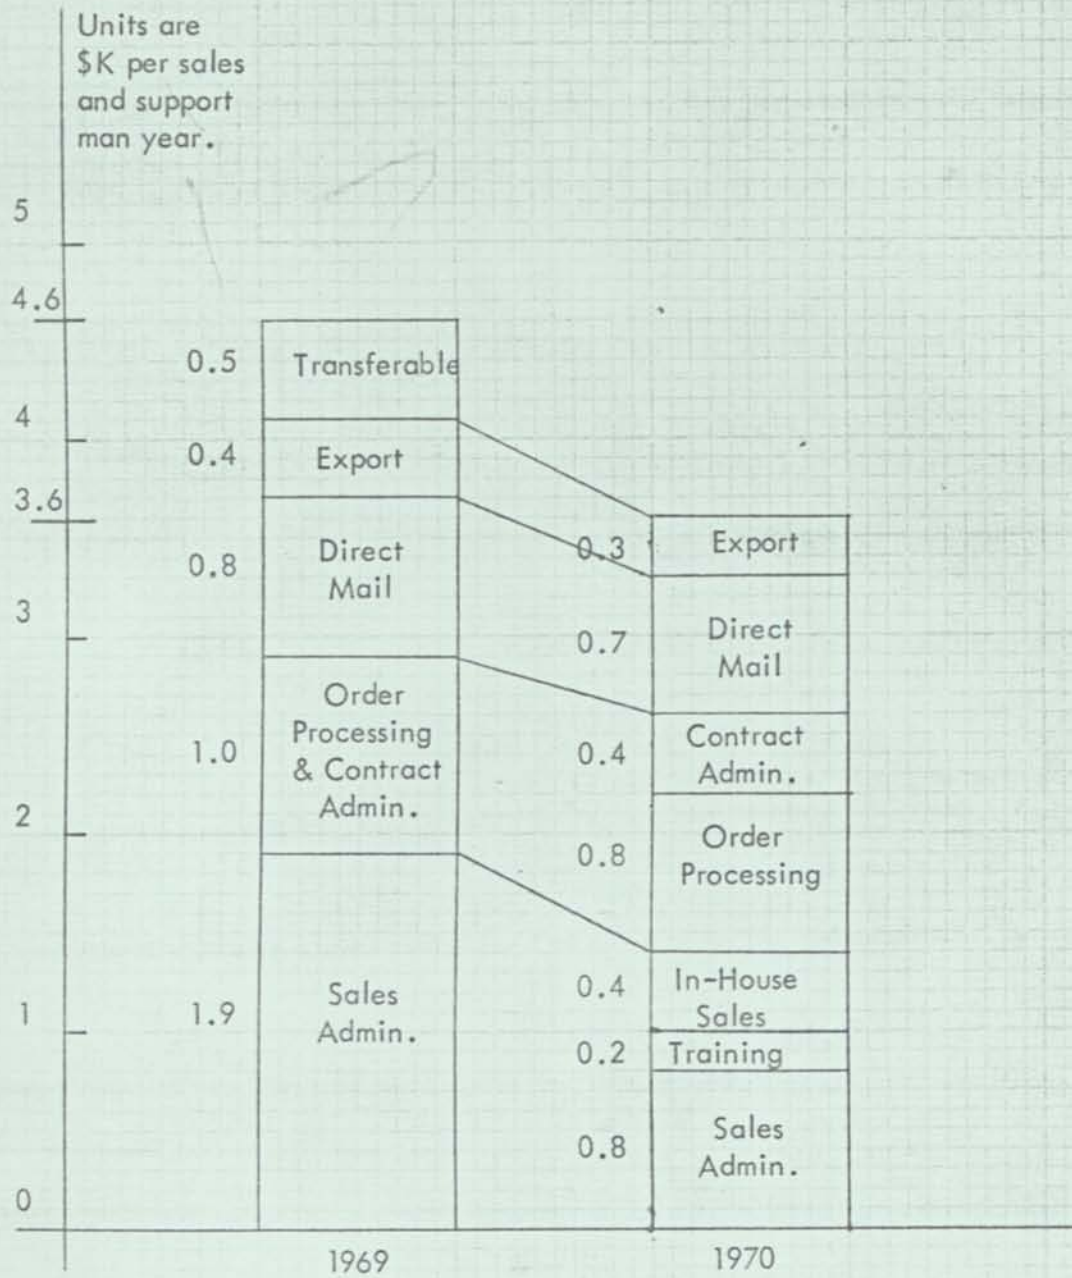 Units are
$K per sales
and support
man year.
5
4.6
4
3.6
3
2
1
0
0.5
Transferable
0.4
Export
0.8
Direct
Mail
1.0
Order
Processing
& Contract
Admin.
1.9
Sales
Admin.
1969
0.3
Export
0.7
Direct
Mail
0.4
Contract
Admin.
0.8
Order
Processing
0.4
In-House
Sales
0.2
Training
0.8
Sales
Admin.
1970